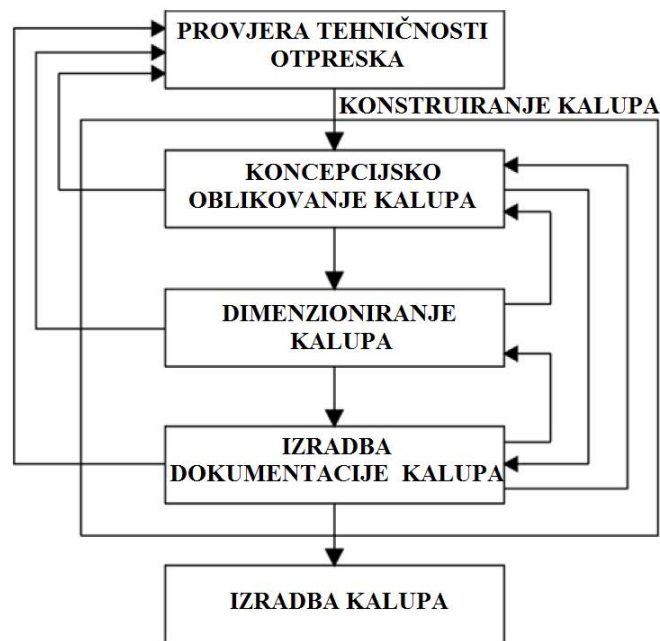 PROVJERA TEHNIČNOSTI
OTPRESKA
KONSTRUIRANJE KALUPA
KONCEPCIJSKO
OBLIKOVANJE KALUPA
DIMENZIONIRANJE
KALUPA
IZRADBA
DOKUMENTACIJE KALUPA
IZRADBA KALUPA